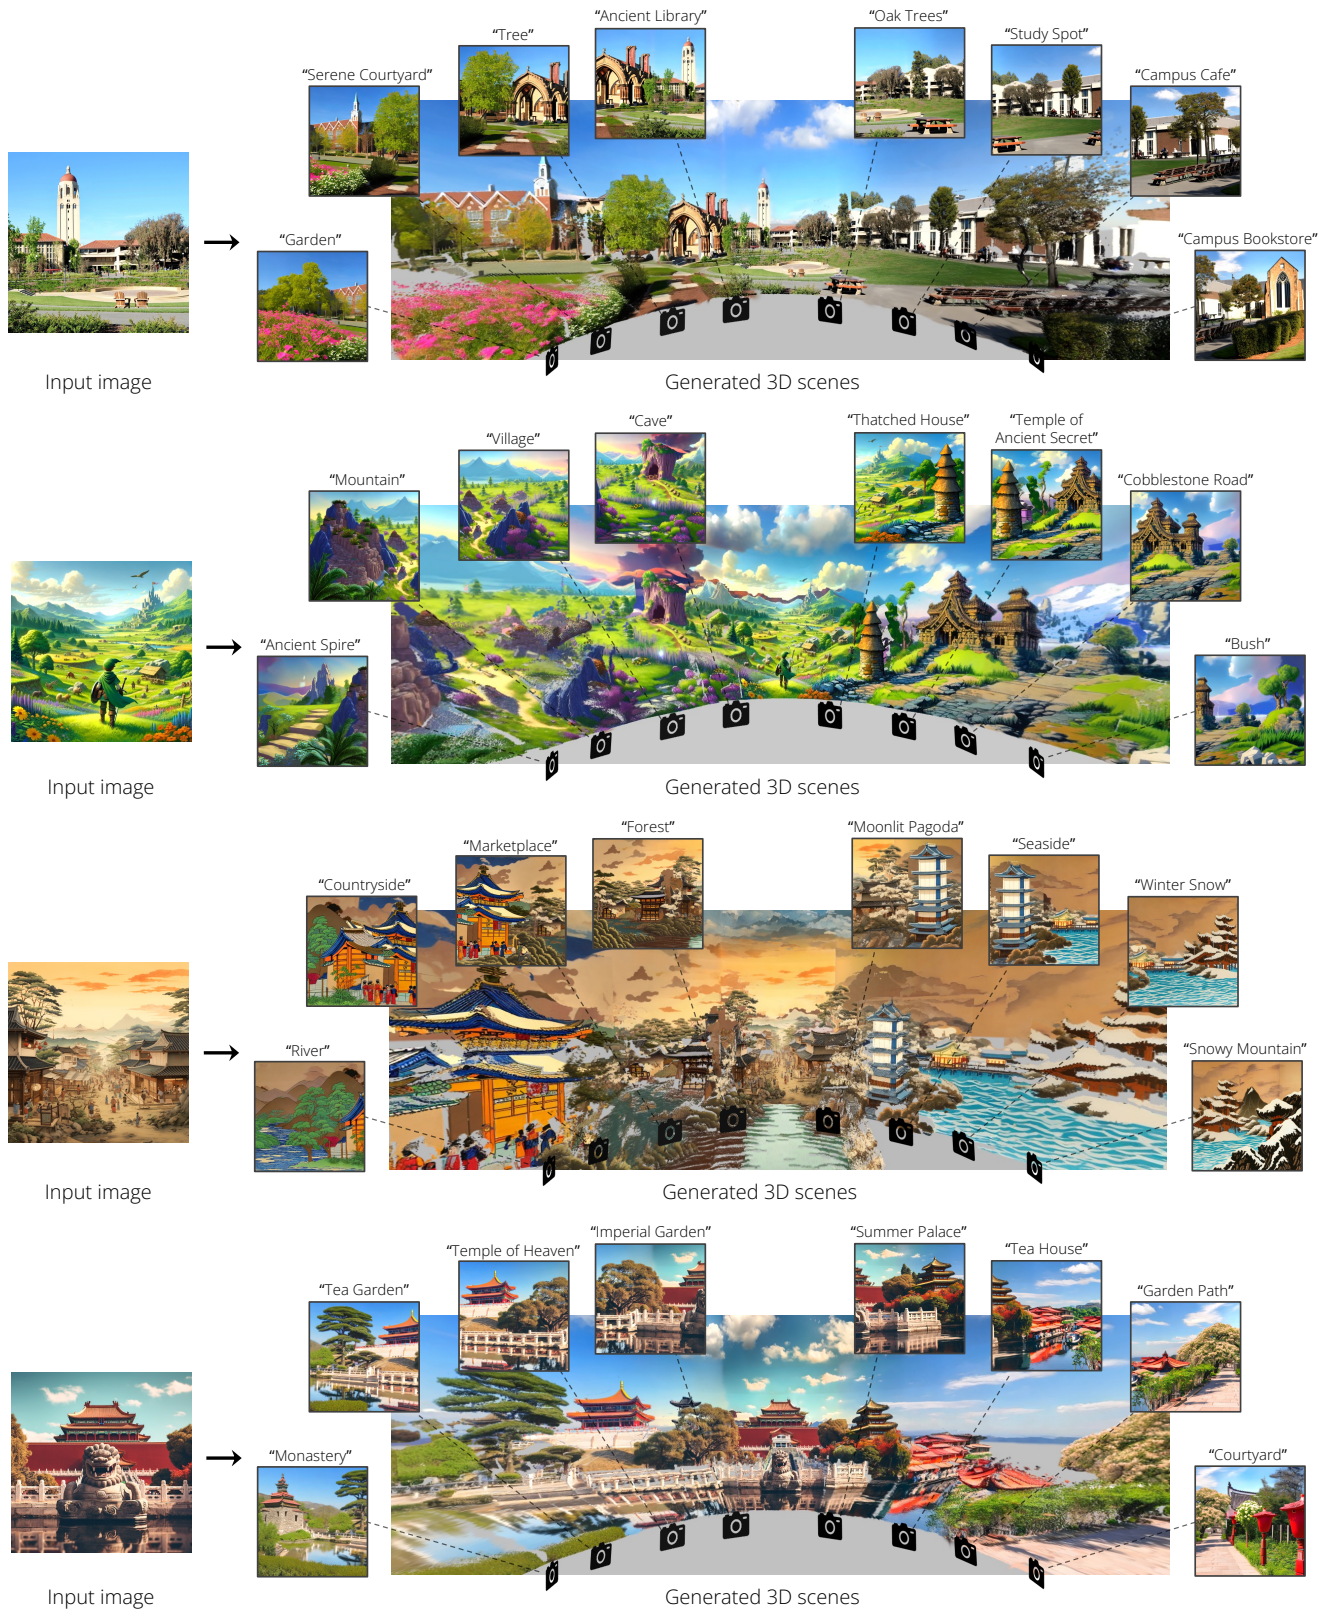 “Ancient Library”
“Oak Trees”
“Tree”
“Study Spot”
“Serene Courtyard”
“Campus Cafe”
“Garden”
“Campus Bookstore”
Input image
Generated 3D scenes
“Cave”
“Thatched House”
“Temple of
Ancient Secret”
“Village”
“Mountain”
“Cobblestone Road”
“Ancient Spire”
“Bush”
Input image
Generated 3D scenes
“Forest”
“Moonlit Pagoda”
“Marketplace”
“Seaside”
“Countryside”
“Winter Snow”
“River”
“Snowy Mountain”
Input image
Generated 3D scenes
“Imperial Garden”
“Summer Palace”
“Temple of Heaven”
“Tea House”
“Tea Garden”
“Garden Path”
“Monastery”
“Courtyard”
Input image
Generated 3D scenes